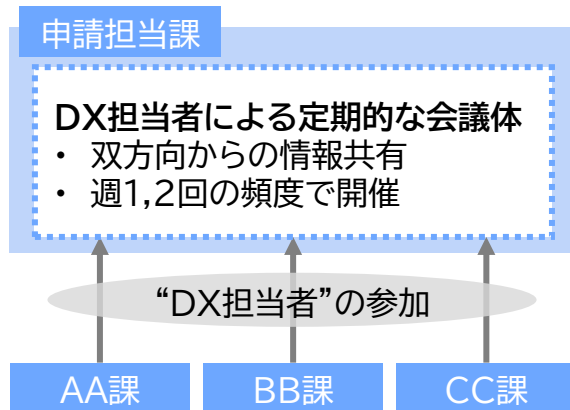 申請担当課
DX担当者による定期的な会議体
・ 双方向からの情報共有
・ 週1,2回の頻度で開催
“DX担当者”の参加
AA課
BB課
CC課